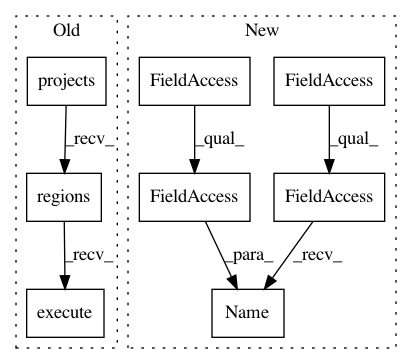 Old
New
projects
FieldAccess
FieldAccess
_recv_
_qual_
_qual_
regions
FieldAccess
FieldAccess
_recv_
_para_
_recv_
execute
Name